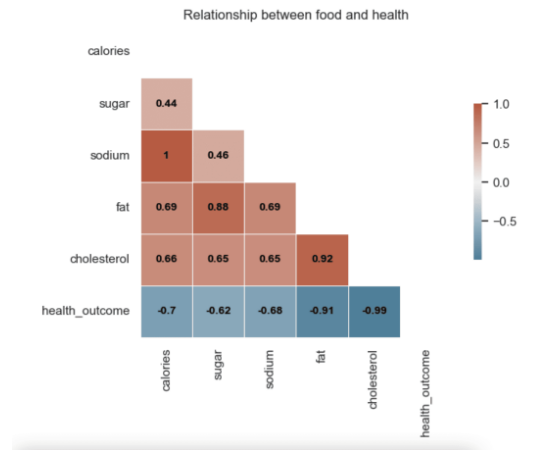 Relationship between food and health
calories
sugar
0.44
sodium
1 0.46
fat
0.69 0.88 0.69
cholesterol
0.66 0.65 0.65 0.92
health_outcome
-0.7 -0.62 -0.68 -0.91 -0.99
calories
sugar
sodium
fat
cholesterol
health_outcome
1.0
0.5
0.0
−0.5